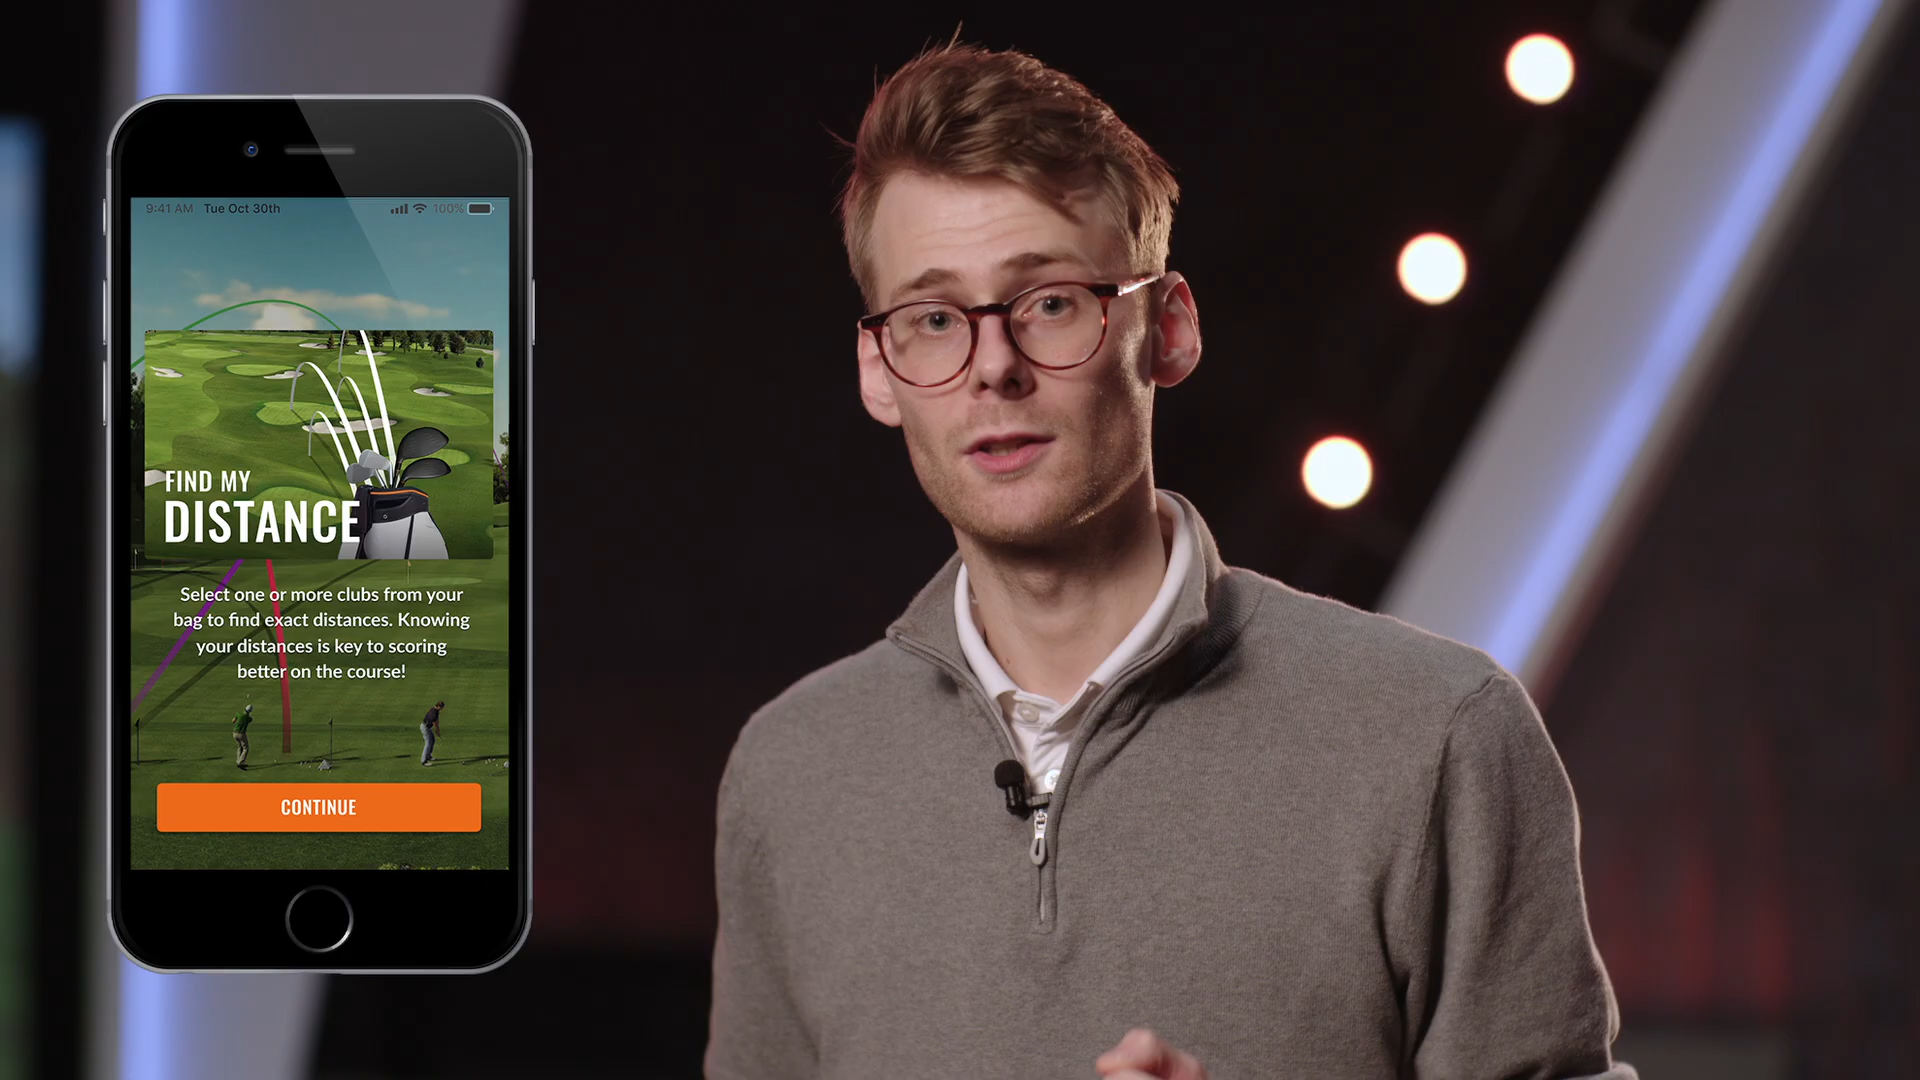 9:41 AM Tue Oct 30th 100%
FIND MY
DISTANCE
Select one or more clubs from your
bag to find exact distances. Knowing
your distances is key to scoring
better on the course!
CONTINUE